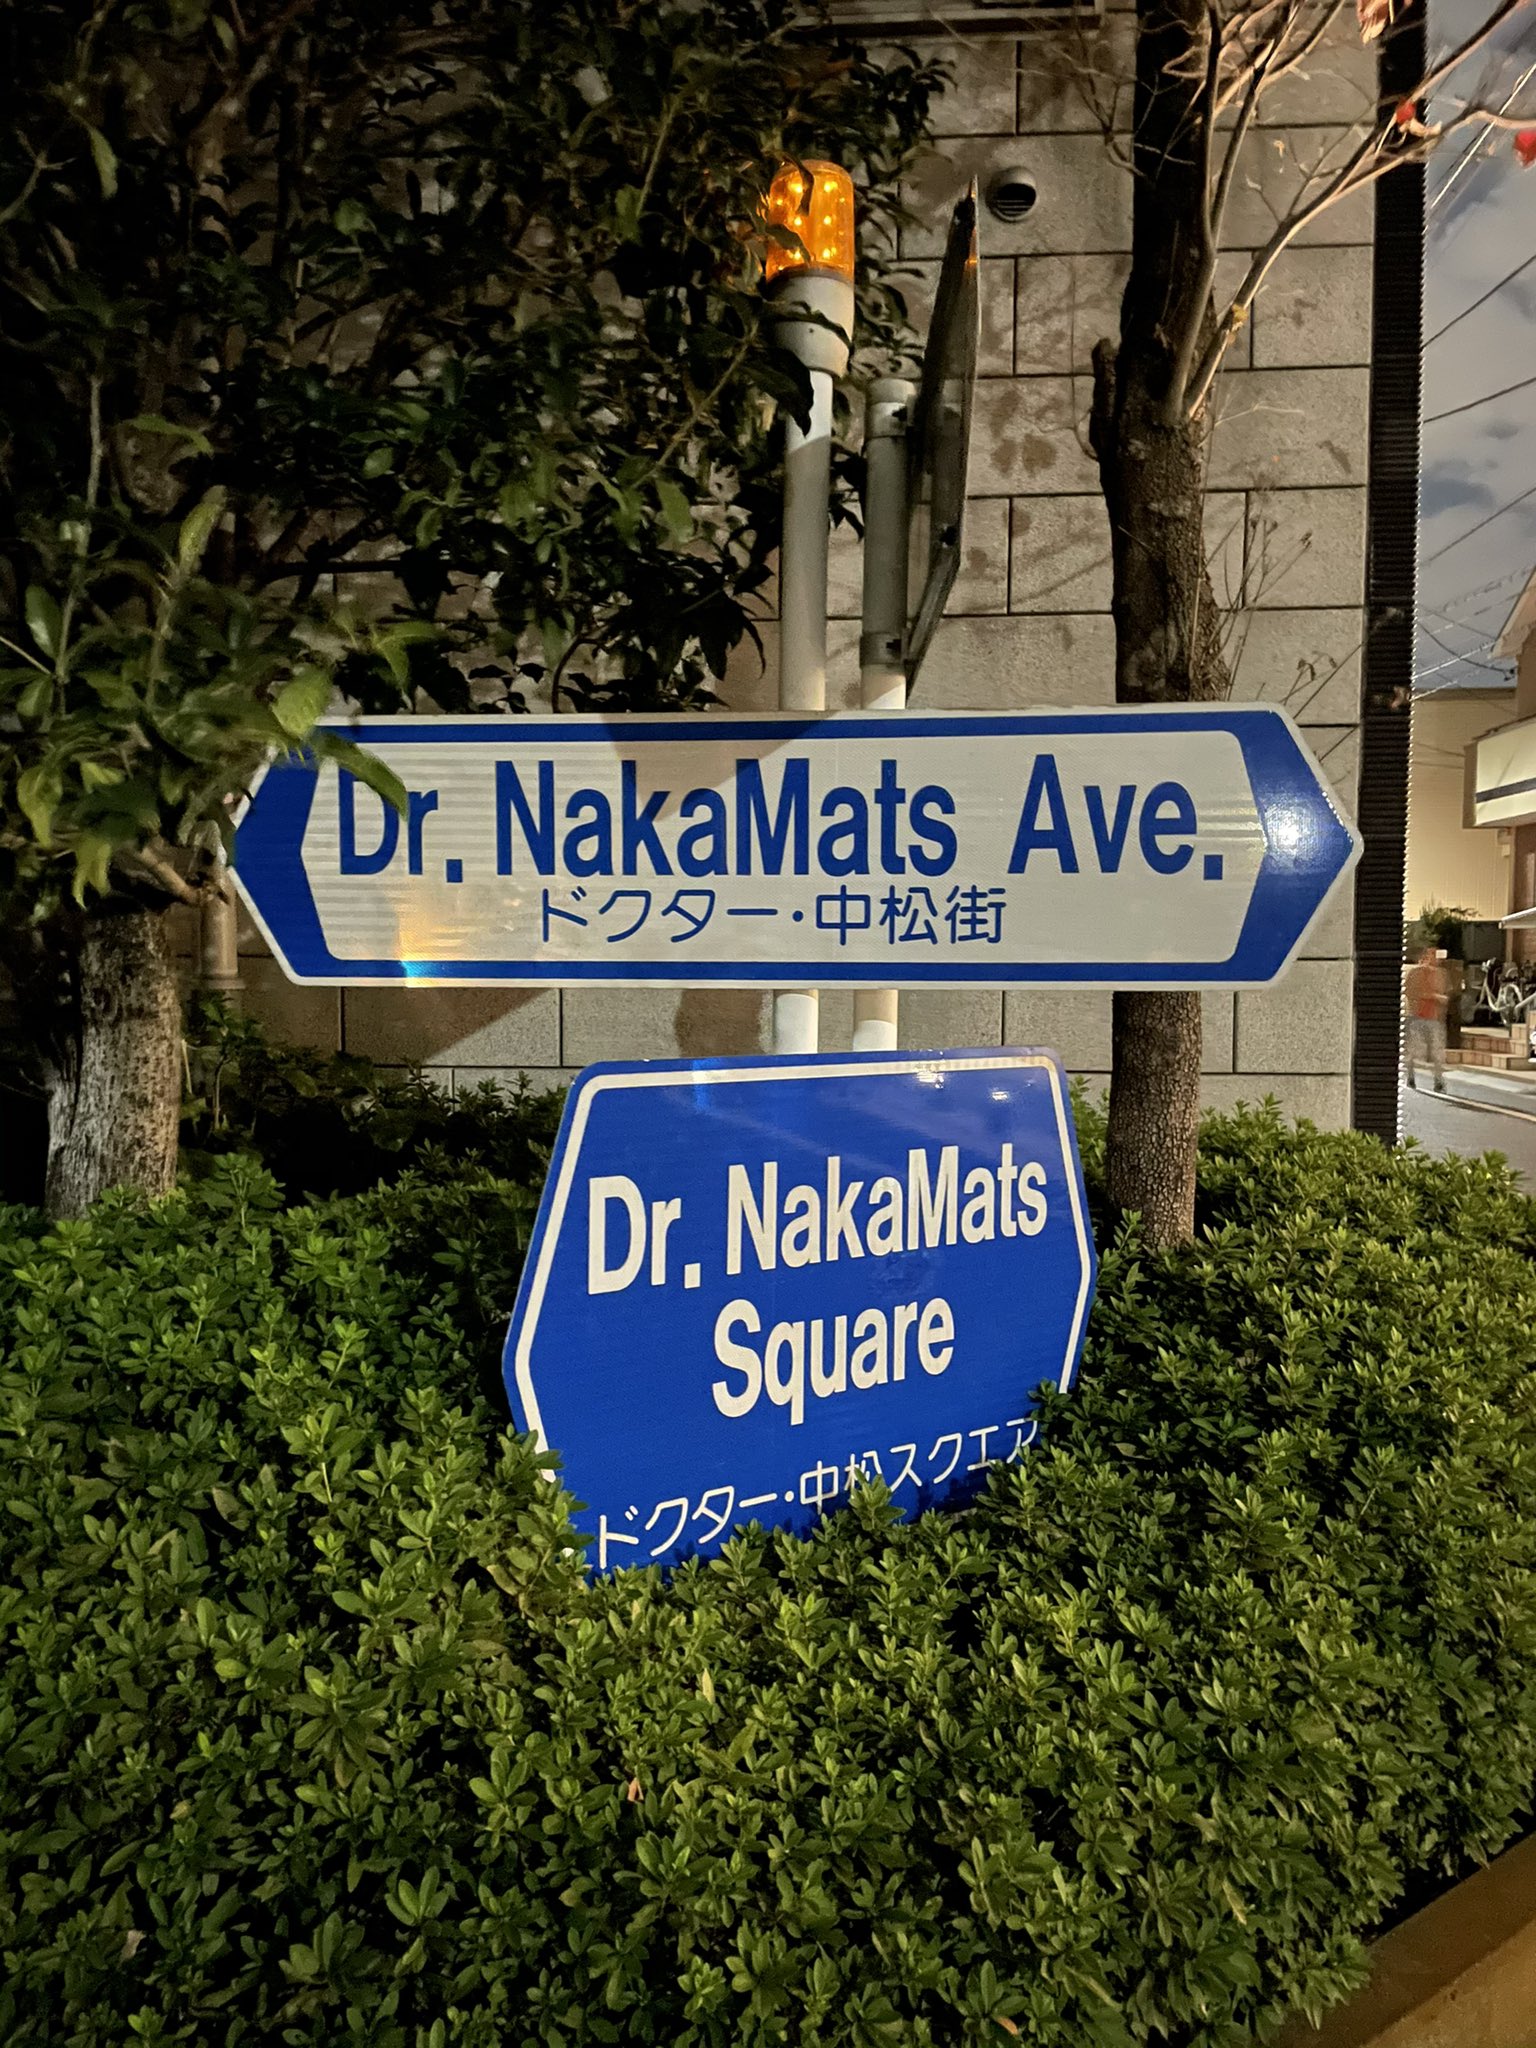 Dr. NakaMats Ave.
ドクター・中松街
Dr. NakaMats
Square
ドクター・中松スクエア